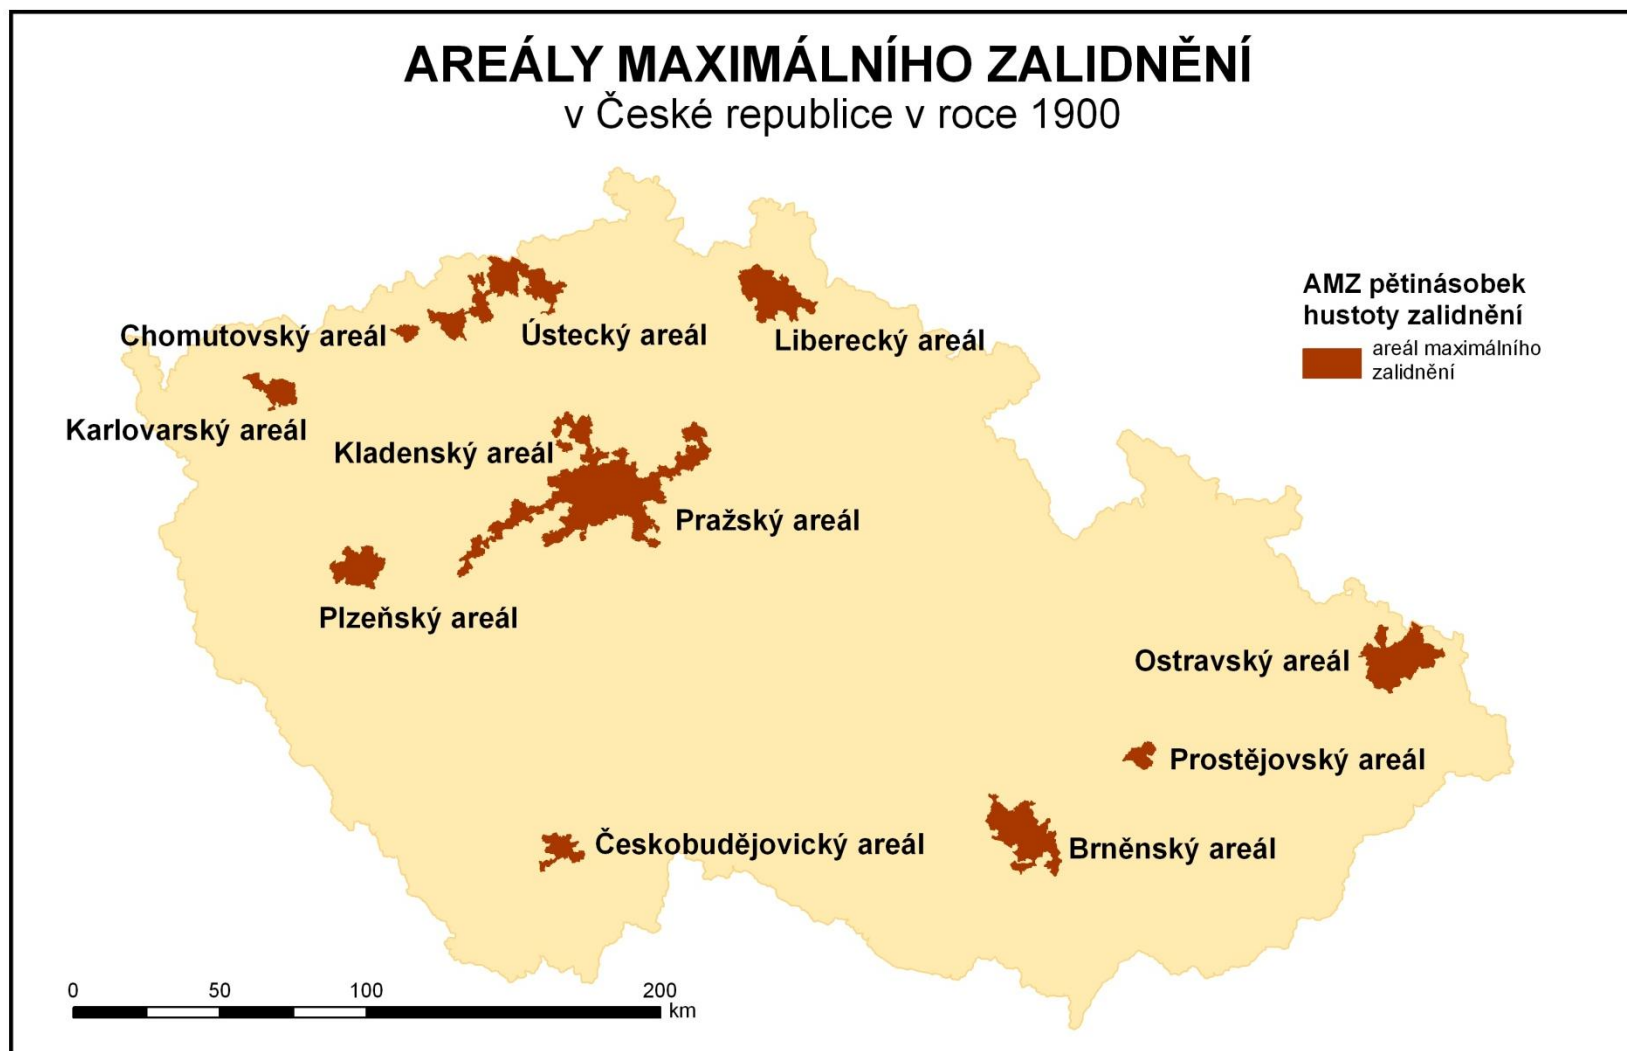 AREÁLY MAXIMÁLNÍHO ZALIDNĚNÍ
v České republice v roce 1900
AMZ pětinásobek
hustoty zalidnění
areál maximálního
zalidnění
Chomutovský areál
Ústecký areál
Liberecký areál
Karlovarský areál
Kladenský areál
Pražský areál
Plzeňský areál
Ostravský areál
Prostějovský areál
Českobudějovický areál
Brněnský areál
0 50 100 200
km